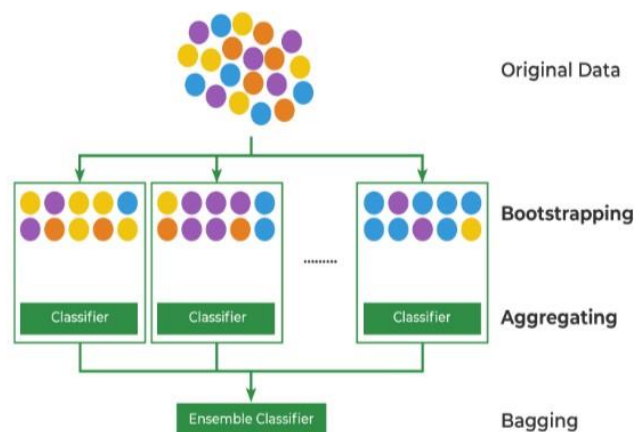 Original Data
Bootstrapping
.........
Classifier
Classifier
Classifier
Aggregating
Ensemble Classifier
Bagging